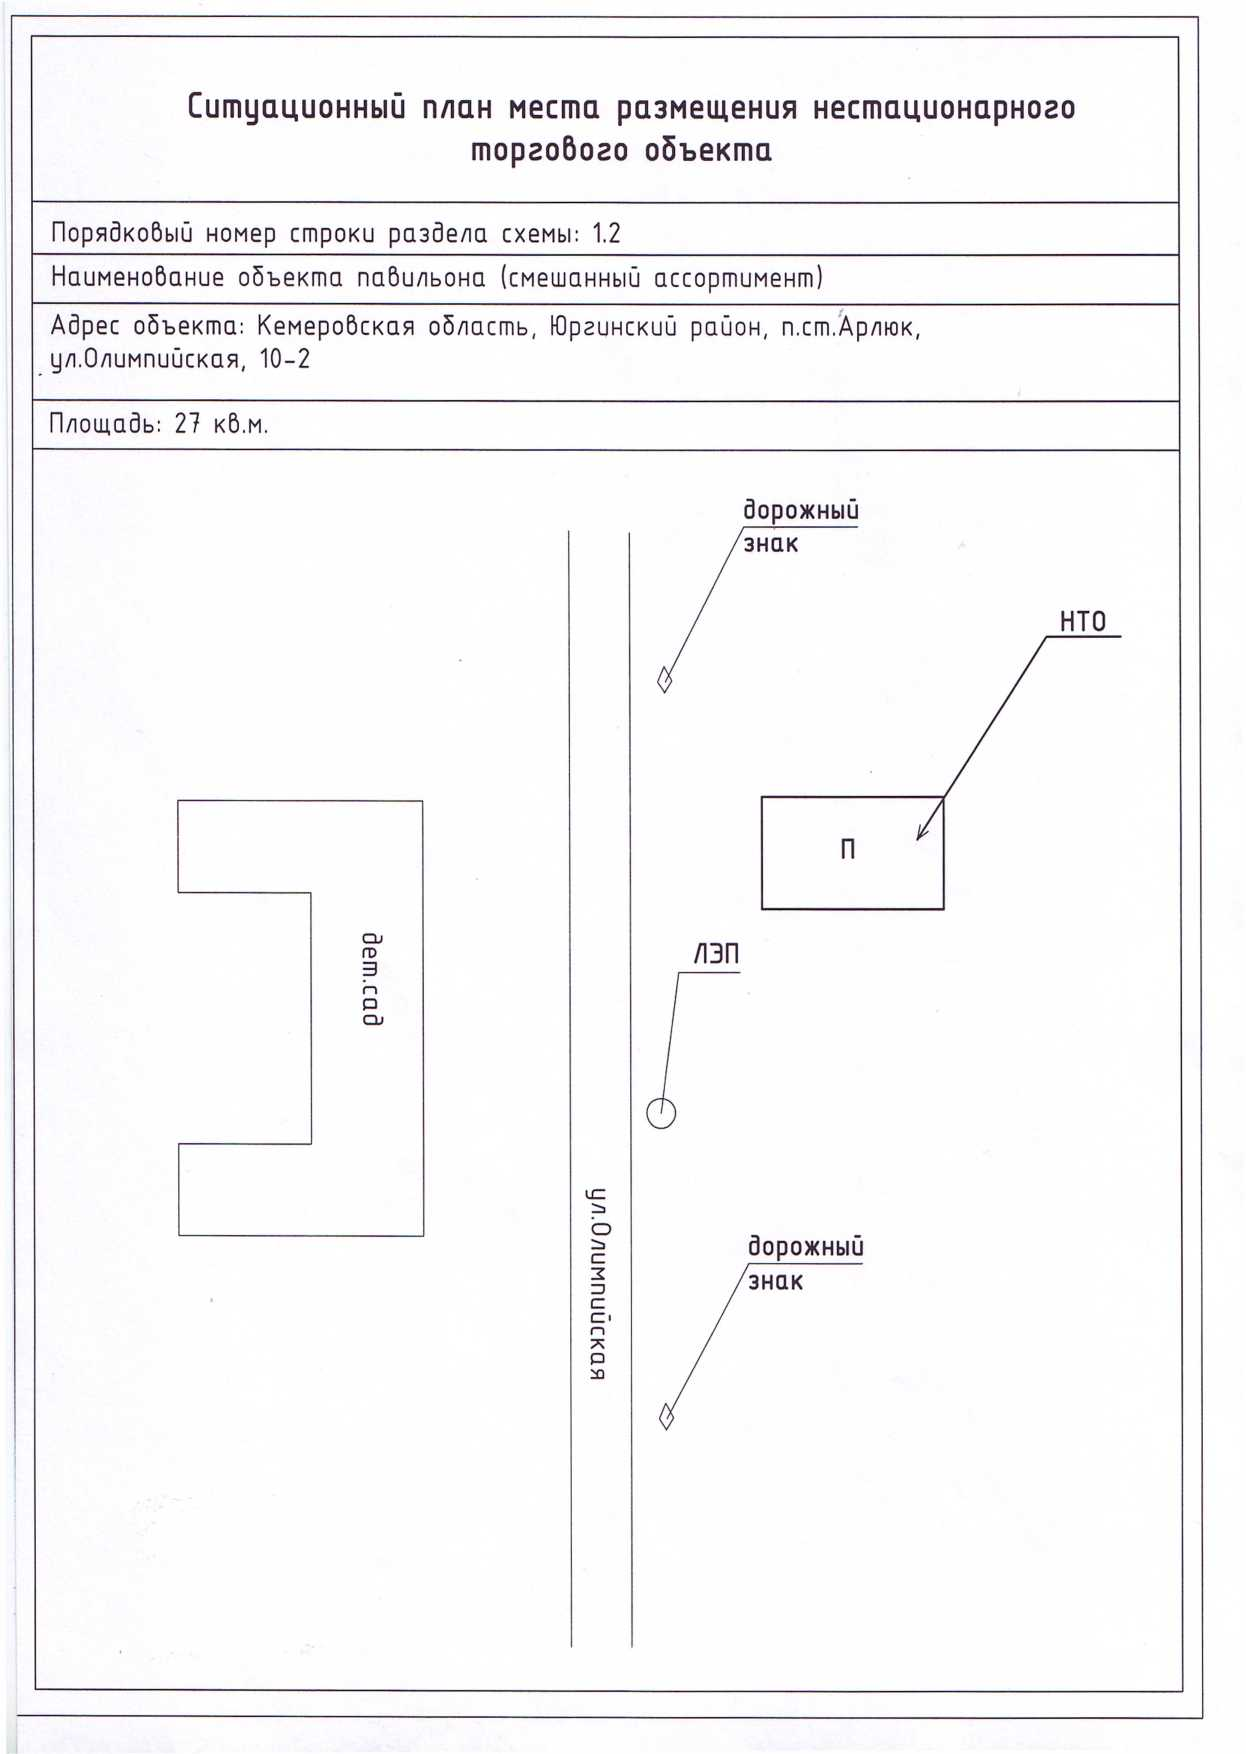 Ситуационный план места размещения нестационарного
торгового объекта
Порядковый номер строки раздела схемы: 1.2
Наименование объекта павильона (смешанный ассортимент)
Адрес объекта: Кемеровская область, Юргинский район, п.ст.Арлюк,
ул.Олимпийская, 10-2
Площадь: 27 кв.м.
дорожный
знак
НТО
П
дет.сад
ЛЭП
ул.Олимпийская
дорожный
знак